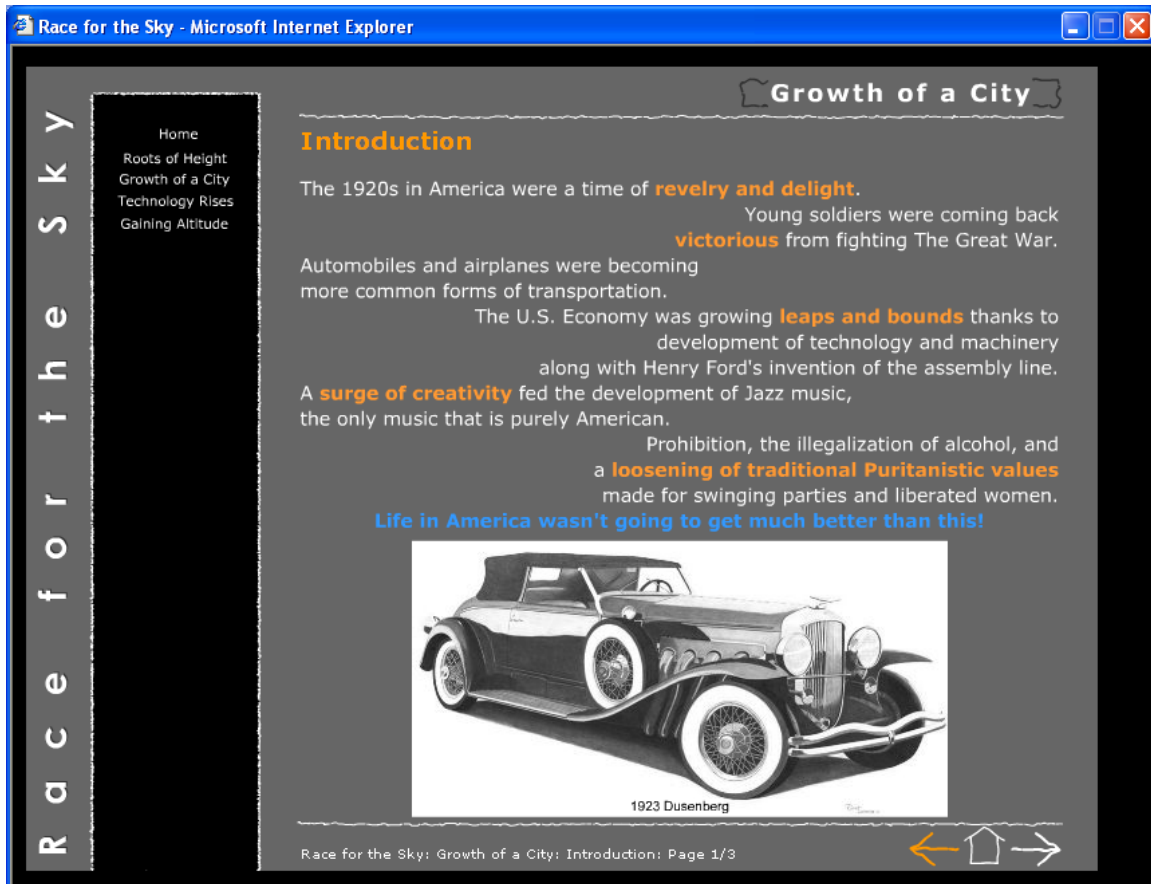 Race for the Sky - Microsoft Internet Explorer
Race for the Sky
Home
Roots of Height
Growth of a City
Technology Rises
Gaining Altitude
Growth of a City
Introduction
The 1920s in America were a time of revelry and delight.
Young soldiers were coming back
victorious from fighting The Great War.
Automobiles and airplanes were becoming
more common forms of transportation.
The U.S. Economy was growing leaps and bounds thanks to
development of technology and machinery
along with Henry Ford's invention of the assembly line.
A surge of creativity fed the development of Jazz music,
the only music that is purely American.
Prohibition, the illegalization of alcohol, and
a loosening of traditional Puritanistic values
made for swinging parties and liberated women.
Life in America wasn't going to get much better than this!
1923 Dusenberg
Race for the Sky: Growth of a City: Introduction: Page 1/3